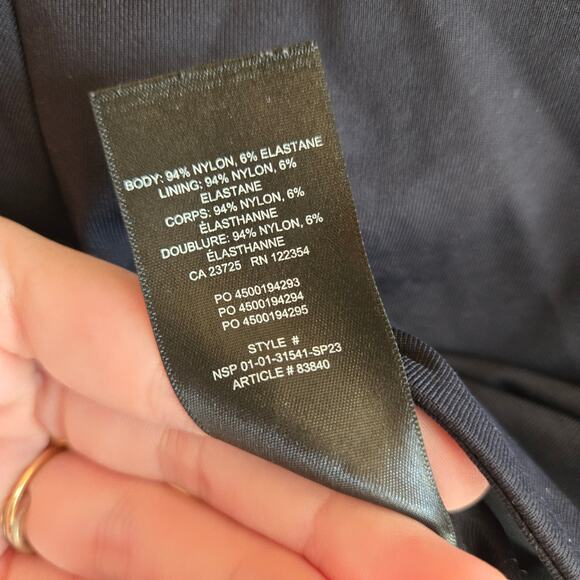 BODY: 94% NYLON, 6% ELASTANE
LINING: 94% NYLON, 6%
ELASTANE
CORPS: 94% NYLON, 6%
ÉLASTHANNE
DOUBLURE: 94% NYLON, 6%
ÉLASTHANNE
CA 23725 RN 122354
PO 4500194293
PO 4500194294
PO 4500194295
STYLE #
NSP 01-01-31541-SP23
ARTICLE # 83840